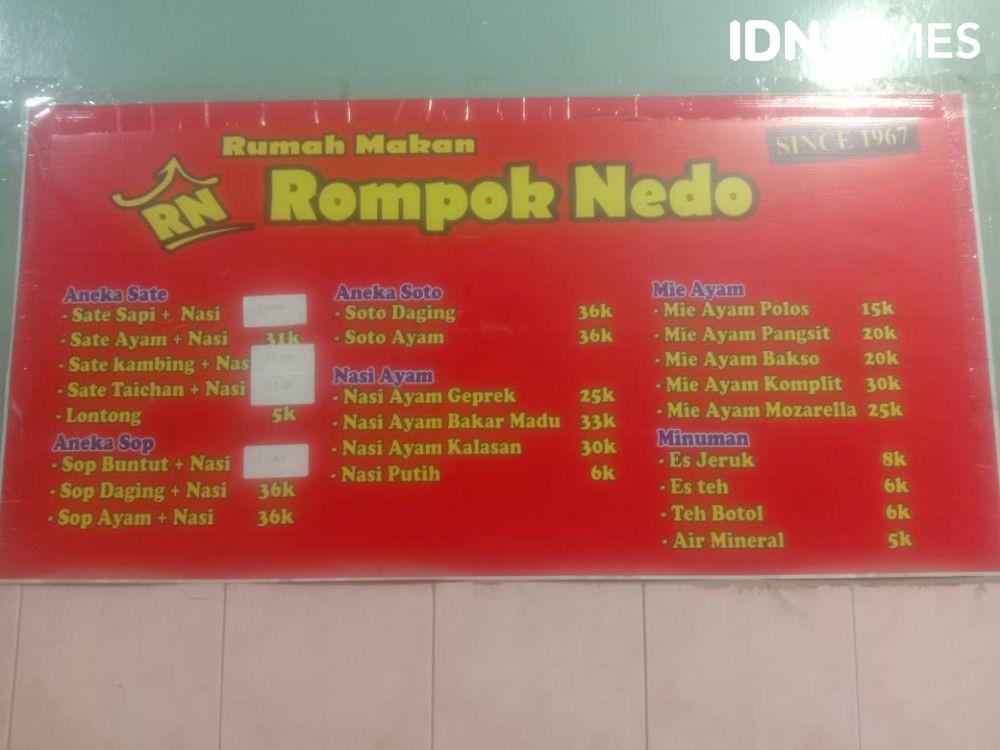 IDN TIMES
SINCE 1967
Rumah Makan
RN
Rompok Nedo
Aneka Sate
- Sate Sapi + Nasi
- Sate Ayam + Nasi 31k
- Sate kambing + Nas
- Sate Taichan + Nasi
- Lontong 5k
Aneka Sop
- Sop Buntut + Nasi
- Sop Daging + Nasi 36k
- Sop Ayam + Nasi 36k
Aneka Soto
- Soto Daging 36k
- Soto Ayam 36k
Nasi Ayam
- Nasi Ayam Geprek 25k
- Nasi Ayam Bakar Madu 33k
- Nasi Ayam Kalasan 30k
- Nasi Putih 6k
Mie Ayam
- Mie Ayam Polos 15k
- Mie Ayam Pangsit 20k
- Mie Ayam Bakso 20k
- Mie Ayam Komplit 30k
- Mie Ayam Mozarella 25k
Minuman
- Es Jeruk 8k
- Es teh 6k
- Teh Botol 6k
- Air Mineral 5k